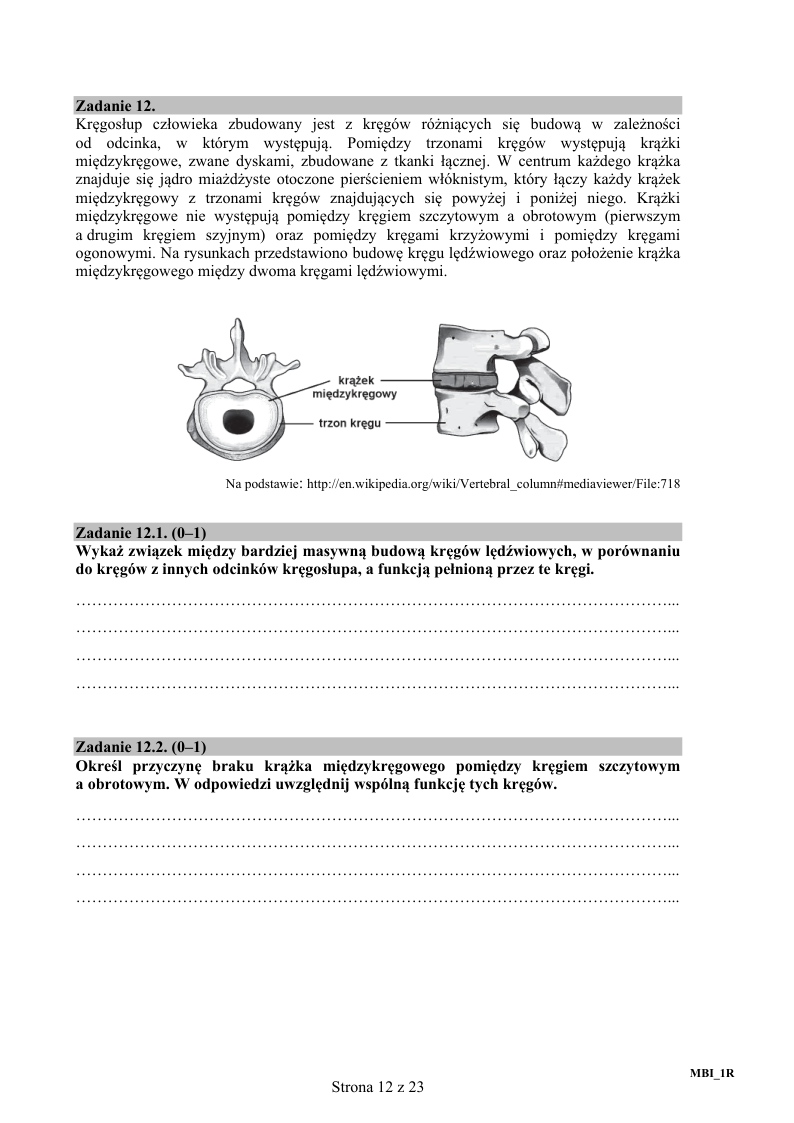 Zadanie 12.
Kręgosłup człowieka zbudowany jest z kręgów różniących się budową w zależności
od odcinka, w którym występują. Pomiędzy trzonami kręgów występują krążki
międzykręgowe, zwane dyskami, zbudowane z tkanki łącznej. W centrum każdego krążka
znajduje się jądro miażdżyste otoczone pierścieniem włóknistym, który łączy każdy krążek
międzykręgowy z trzonami kręgów znajdujących się powyżej i poniżej niego. Krążki
międzykręgowe nie występują pomiędzy kręgiem szczytowym a obrotowym (pierwszym
a drugim kręgiem szyjnym) oraz pomiędzy kręgami krzyżowymi i pomiędzy kręgami
ogonowymi. Na rysunkach przedstawiono budowę kręgu lędźwiowego oraz położenie krążka
międzykręgowego między dwoma kręgami lędźwiowymi.
krążek
międzykręgowy
trzon kręgu
Na podstawie: http://en.wikipedia.org/wiki/Vertebral_column#mediaviewer/File:718
Zadanie 12.1. (0–1)
Wykaż związek między bardziej masywną budową kręgów lędźwiowych, w porównaniu
do kręgów z innych odcinków kręgosłupa, a funkcją pełnioną przez te kręgi.
…………………………………………………………………………………………………...
…………………………………………………………………………………………………...
…………………………………………………………………………………………………...
…………………………………………………………………………………………………...
Zadanie 12.2. (0–1)
Określ przyczynę braku krążka międzykręgowego pomiędzy kręgiem szczytowym
a obrotowym. W odpowiedzi uwzględnij wspólną funkcję tych kręgów.
…………………………………………………………………………………………………...
…………………………………………………………………………………………………...
…………………………………………………………………………………………………...
…………………………………………………………………………………………………...
MBI_1R
Strona 12 z 23